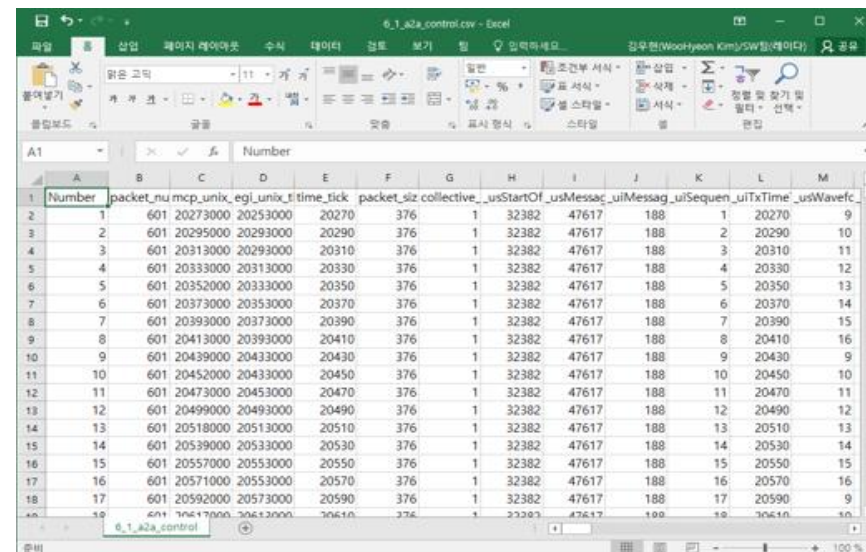 6_1_a2a_control.csv - Excel
파일 홈 삽입 페이지 레이아웃 수식 데이터 검토 보기 팀 김우현(WooHyeon Kim)/SW팀(레이다) 공유
붙여넣기
맑은 고딕 11
일반
조건부 서식
표 서식
셀 스타일
삽입
삭제
서식
정렬 및 찾기 및
필터 선택
클립보드 글꼴 맞춤 표시 형식 스타일 셀 편집
A1 fx Number
A B C D E F G H I J K L M
1 Number packet_nu mcp_unix_ egi_unix_t time_tick packet_siz collective_ _usStartOf _usMessag _uiMessag _uiSequen _uiTxTime _usWavefc
2 1 601 20273000 20253000 20270 376 1 32382 47617 188 1 20270 9
3 2 601 20295000 20293000 20290 376 1 32382 47617 188 2 20290 10
4 3 601 20313000 20293000 20310 376 1 32382 47617 188 3 20310 11
5 4 601 20333000 20313000 20330 376 1 32382 47617 188 4 20330 12
6 5 601 20352000 20333000 20350 376 1 32382 47617 188 5 20350 13
7 6 601 20373000 20353000 20370 376 1 32382 47617 188 6 20370 14
8 7 601 20393000 20373000 20390 376 1 32382 47617 188 7 20390 15
9 8 601 20413000 20393000 20410 376 1 32382 47617 188 8 20410 16
10 9 601 20439000 20433000 20430 376 1 32382 47617 188 9 20430 9
11 10 601 20452000 20433000 20450 376 1 32382 47617 188 10 20450 10
12 11 601 20473000 20453000 20470 376 1 32382 47617 188 11 20470 11
13 12 601 20499000 20493000 20490 376 1 32382 47617 188 12 20490 12
14 13 601 20518000 20513000 20510 376 1 32382 47617 188 13 20510 13
15 14 601 20539000 20533000 20530 376 1 32382 47617 188 14 20530 14
16 15 601 20557000 20553000 20550 376 1 32382 47617 188 15 20550 15
17 16 601 20571000 20553000 20570 376 1 32382 47617 188 16 20570 16
18 17 601 20592000 20573000 20590 376 1 32382 47617 188 17 20590 9
18 601 20617000 20613000 20610 376 1 32382 47617 188 18 20610 10
6_1_a2a_control
준비 100 %